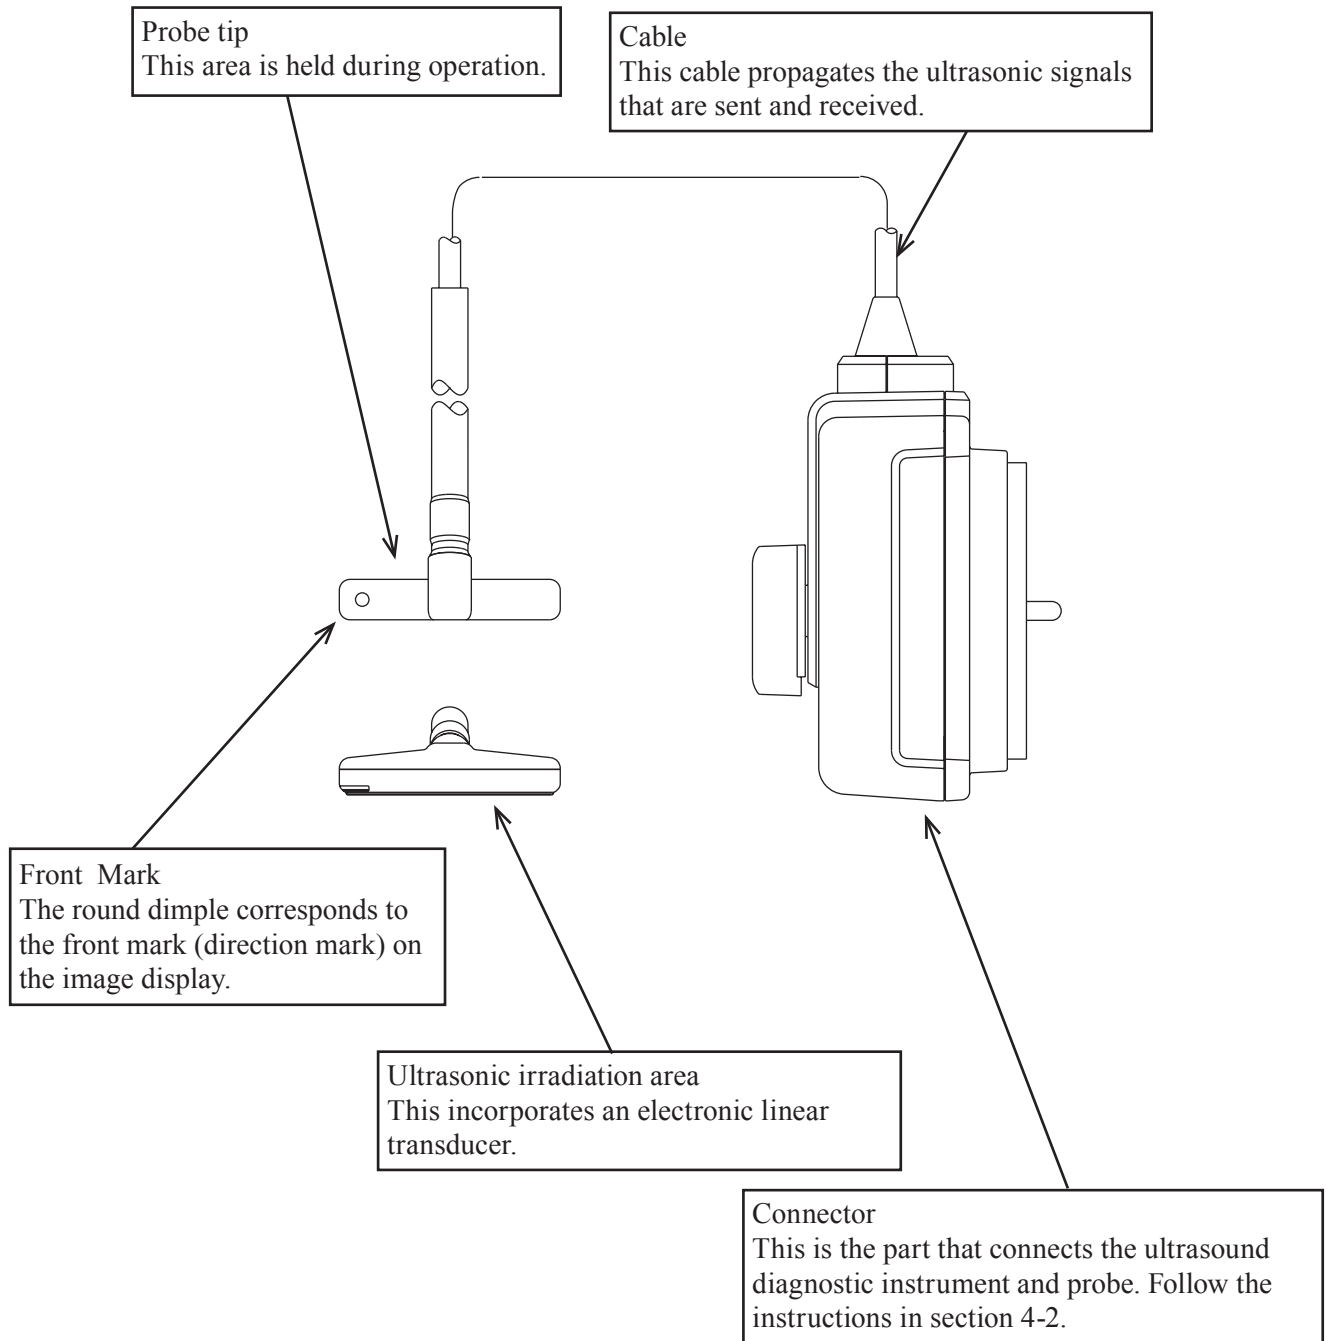 Probe tip
This area is held during operation.
Cable
This cable propagates the ultrasonic signals
that are sent and received.
Front Mark
The round dimple corresponds to
the front mark (direction mark) on
the image display.
Ultrasonic irradiation area
This incorporates an electronic linear
transducer.
Connector
This is the part that connects the ultrasound
diagnostic instrument and probe. Follow the
instructions in section 4-2.